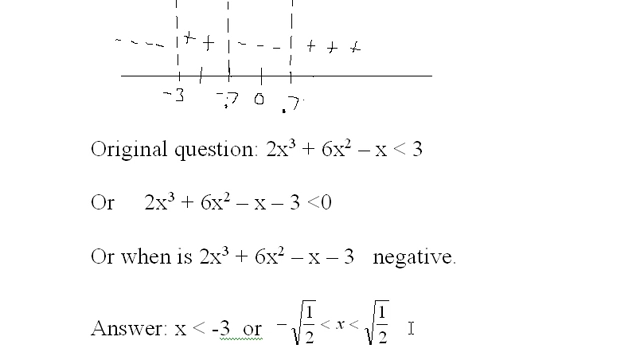 - - - - + + - - - + + +
-3 -.7 0 .7
Original question: 2x³ + 6x² – x < 3
Or 2x³ + 6x² – x – 3 <0
Or when is 2x³ + 6x² – x – 3 negative.
Answer: x < -3 or −√(1/2) < x < √(1/2)